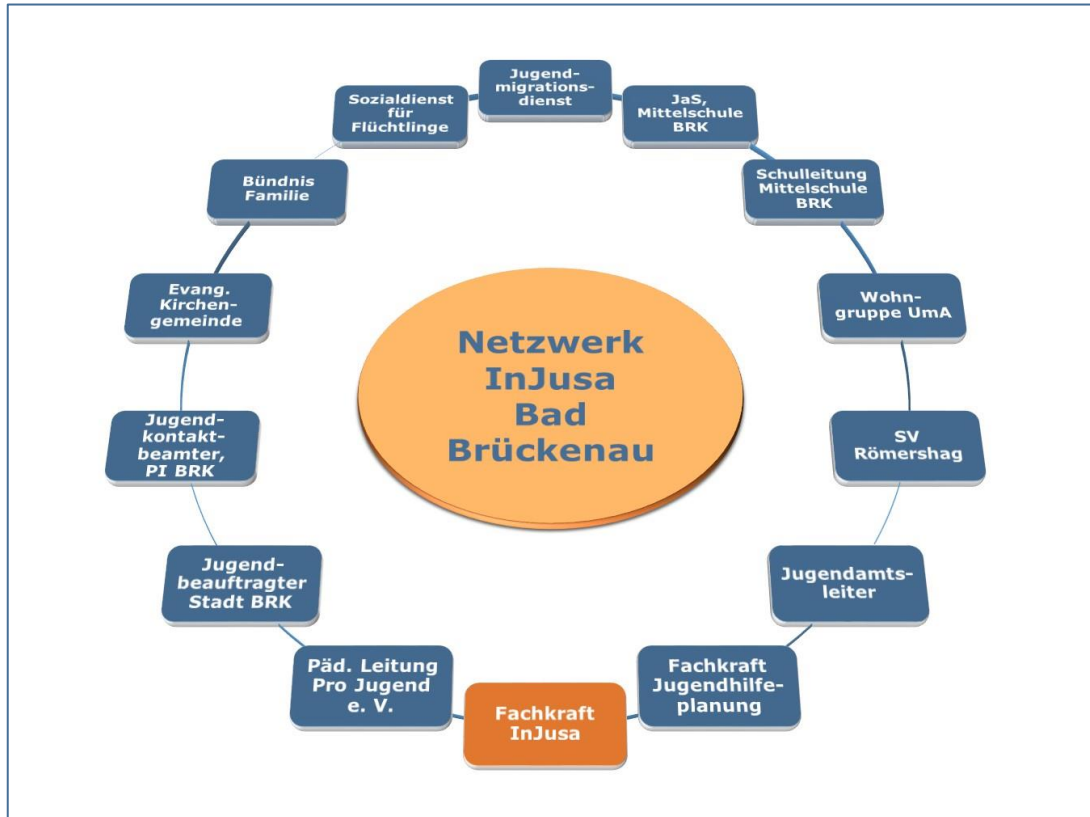 Jugend-
migrations-
dienst
JaS,
Mittelschule
BRK
Schulleitung
Mittelschule
BRK
Wohn-
gruppe UmA
SV
Römershag
Jugendamts-
leiter
Fachkraft
Jugendhilfe-
planung
Fachkraft
InJusa
Päd. Leitung
Pro Jugend
e. V.
Jugend-
beauftragter
Stadt BRK
Jugend-
kontakt-
beamter,
PI BRK
Evang.
Kirchen-
gemeinde
Bündnis
Familie
Sozialdienst
für
Flüchtlinge
Netzwerk
InJusa
Bad
Brückenau